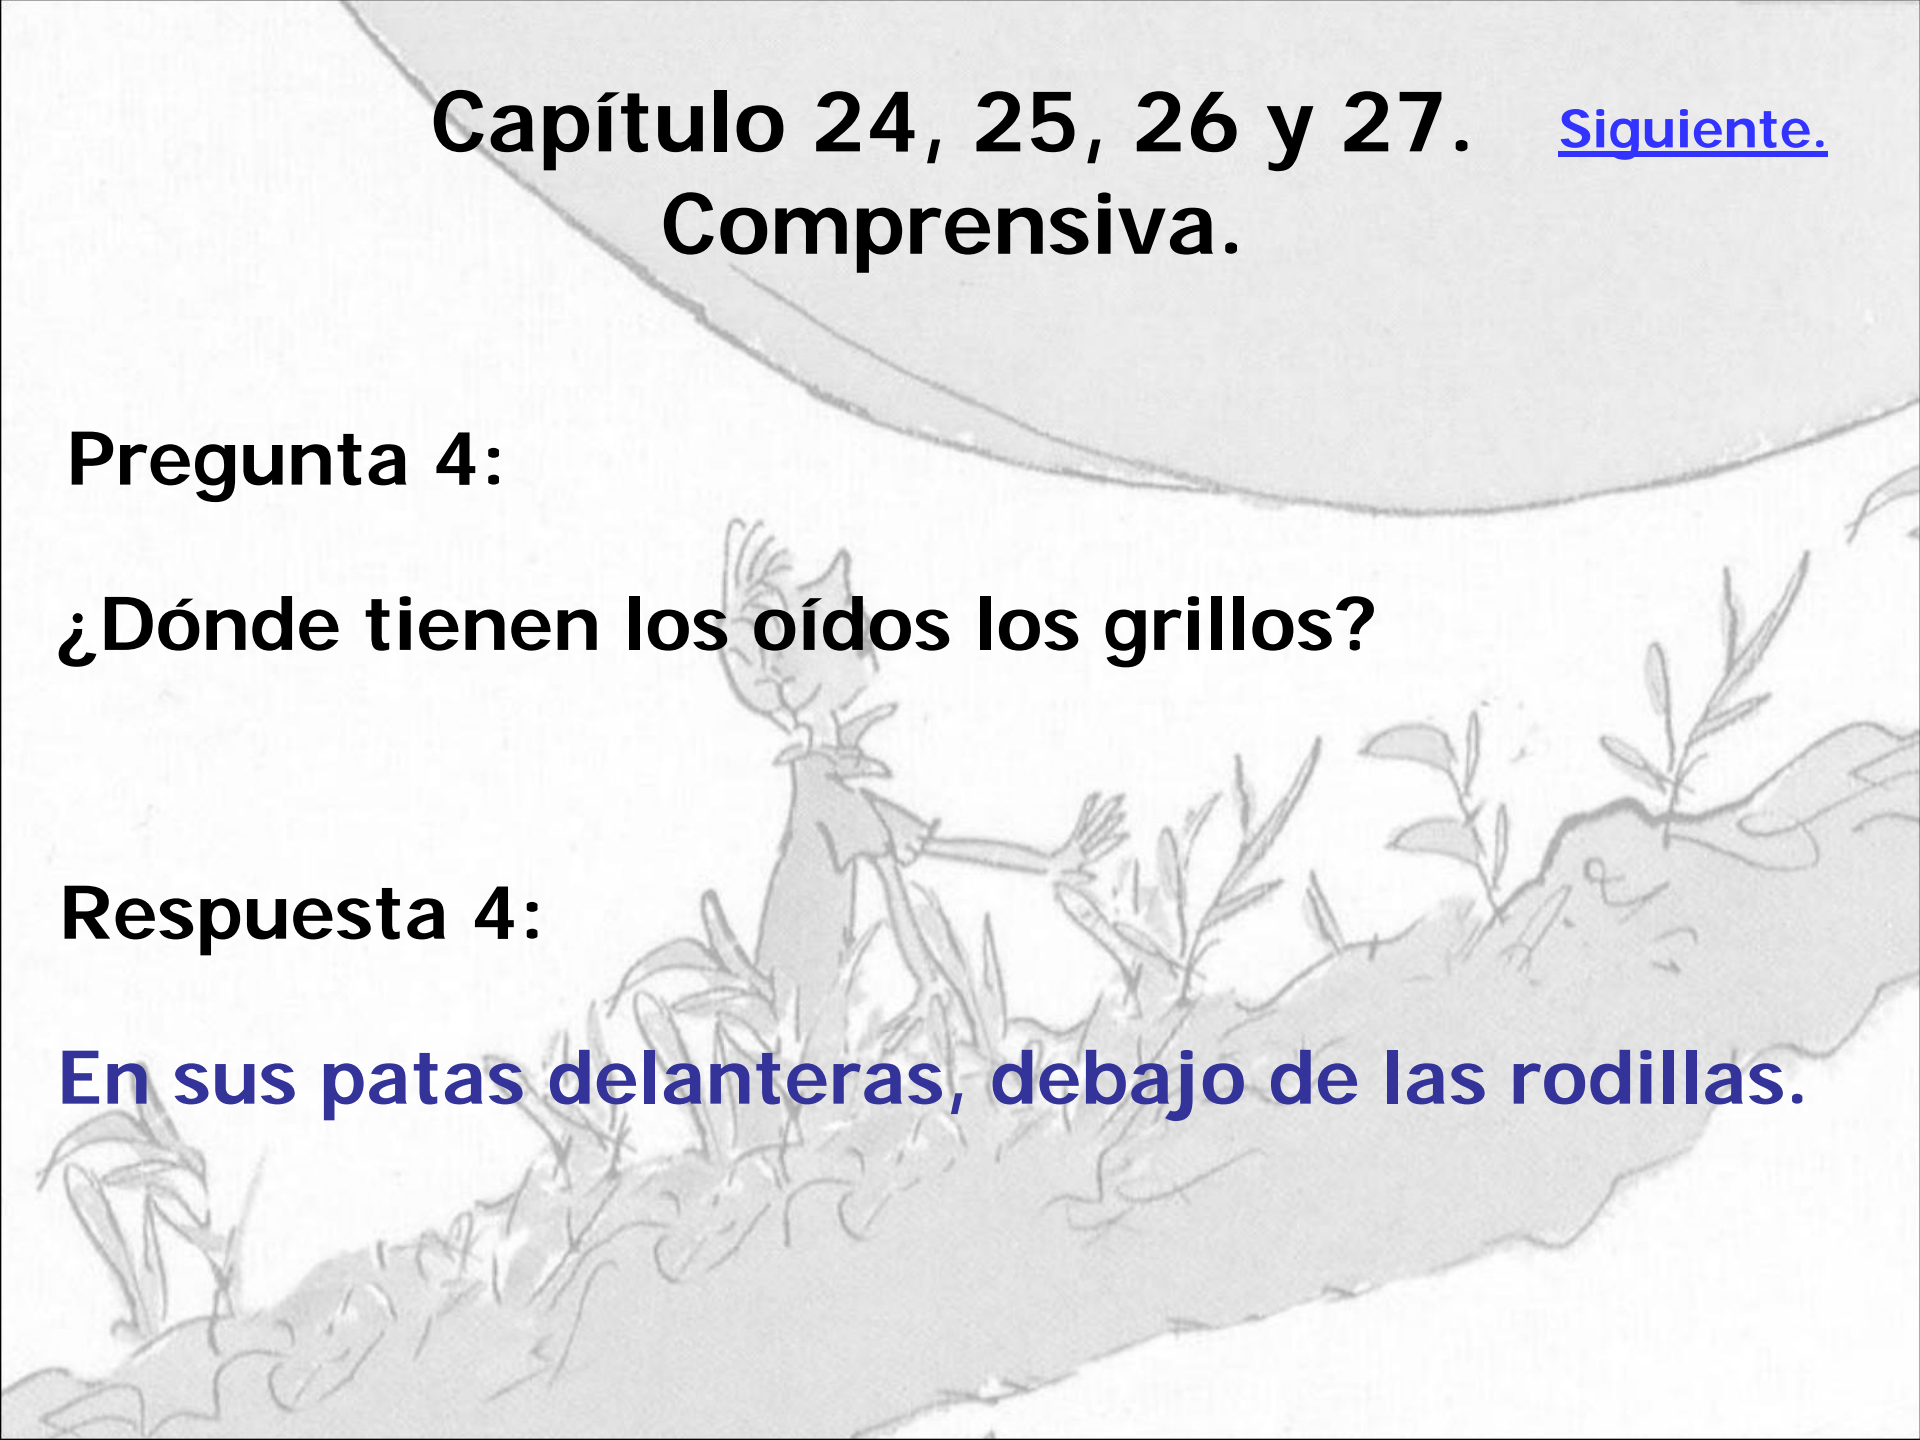 Capítulo 24, 25, 26 y 27.
Comprensiva.
Siguiente.
Pregunta 4:
¿Dónde tienen los oídos los grillos?
Respuesta 4:
En sus patas delanteras, debajo de las rodillas.